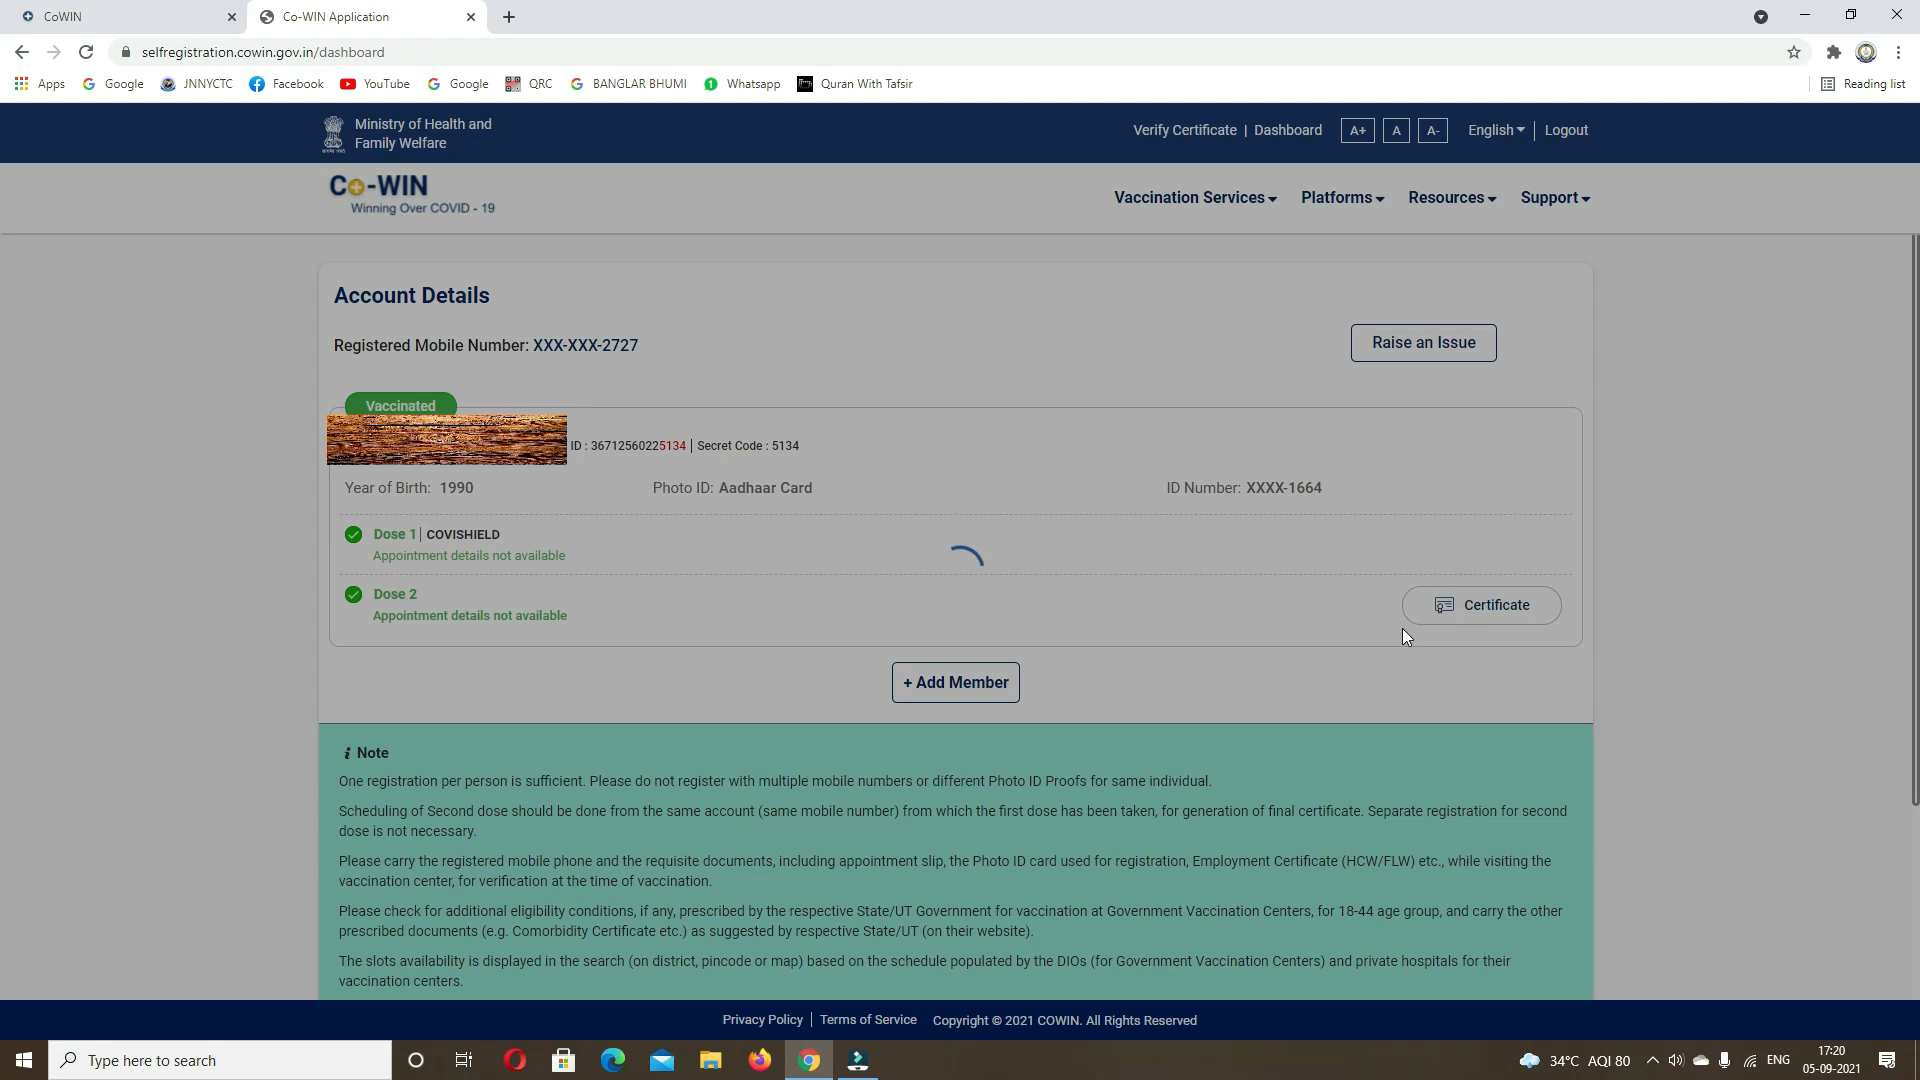 CoWIN
Co-WIN Application
selfregistration.cowin.gov.in/dashboard
Apps Google JNNYCTC Facebook YouTube Google QRC BANGLAR BHUMI Whatsapp Quran With Tafsir Reading list
Ministry of Health and
Family Welfare
Verify Certificate | Dashboard A+ A A- English Logout
Co-WIN
Winning Over COVID - 19
Vaccination Services Platforms Resources Support
Account Details
Registered Mobile Number: XXX-XXX-2727
Raise an Issue
Vaccinated
ID : 36712560225134 | Secret Code : 5134
Year of Birth: 1990 Photo ID: Aadhaar Card ID Number: XXXX-1664
Dose 1 | COVISHIELD
Appointment details not available
Dose 2
Appointment details not available
Certificate
+ Add Member
i Note
One registration per person is sufficient. Please do not register with multiple mobile numbers or different Photo ID Proofs for same individual.
Scheduling of Second dose should be done from the same account (same mobile number) from which the first dose has been taken, for generation of final certificate. Separate registration for second
dose is not necessary.
Please carry the registered mobile phone and the requisite documents, including appointment slip, the Photo ID card used for registration, Employment Certificate (HCW/FLW) etc., while visiting the
vaccination center, for verification at the time of vaccination.
Please check for additional eligibility conditions, if any, prescribed by the respective State/UT Government for vaccination at Government Vaccination Centers, for 18-44 age group, and carry the other
prescribed documents (e.g. Comorbidity Certificate etc.) as suggested by respective State/UT (on their website).
The slots availability is displayed in the search (on district, pincode or map) based on the schedule populated by the DIOs (for Government Vaccination Centers) and private hospitals for their
vaccination centers.
Privacy Policy | Terms of Service Copyright © 2021 COWIN. All Rights Reserved
Type here to search
34°C AQI 80 ENG
17:20
05-09-2021